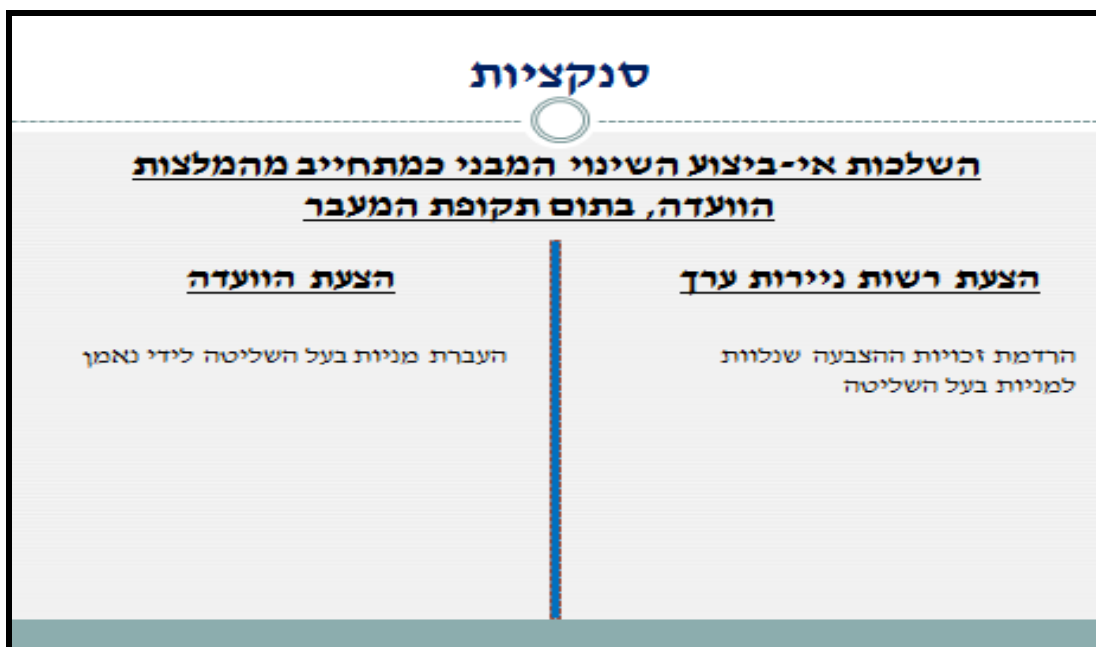 סנקציות
השלכות אי-ביצוע השינוי המבני כמתחייב מהמלצות
הוועדה, בתום תקופת המעבר
הצעת רשות ניירות ערך
הרדמת זכויות ההצבעה שנלוות
למניות בעל השליטה
הצעת הוועדה
העברת מניות בעל השליטה לידי נאמן